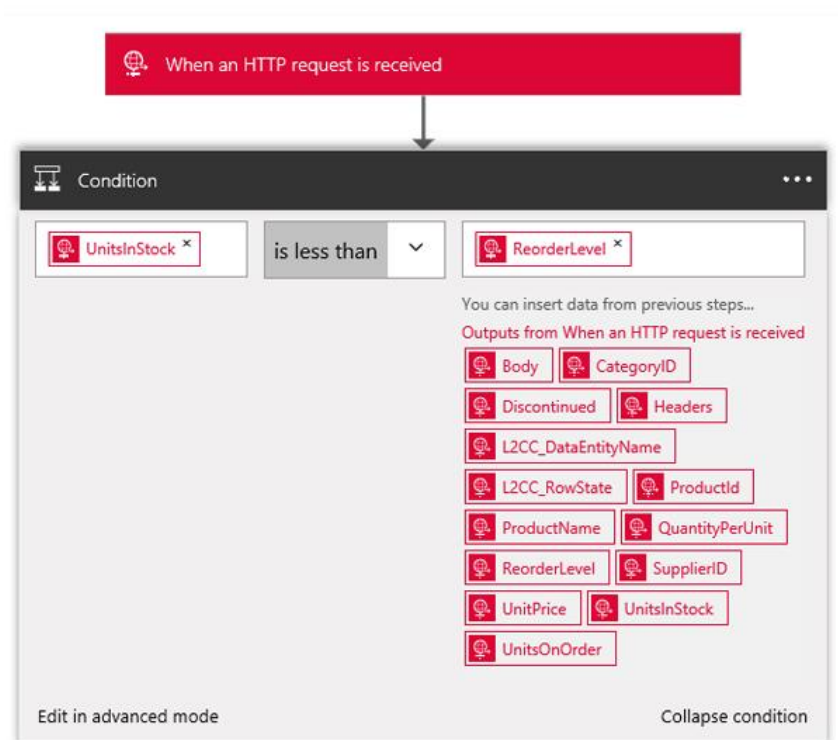 When an HTTP request is received
Condition
UnitsInStock × is less than ReorderLevel ×
You can insert data from previous steps...
Outputs from When an HTTP request is received
Body CategoryID
Discontinued Headers
L2CC_DataEntityName
L2CC_RowState ProductId
ProductName QuantityPerUnit
ReorderLevel SupplierID
UnitPrice UnitsInStock
UnitsOnOrder
Edit in advanced mode Collapse condition